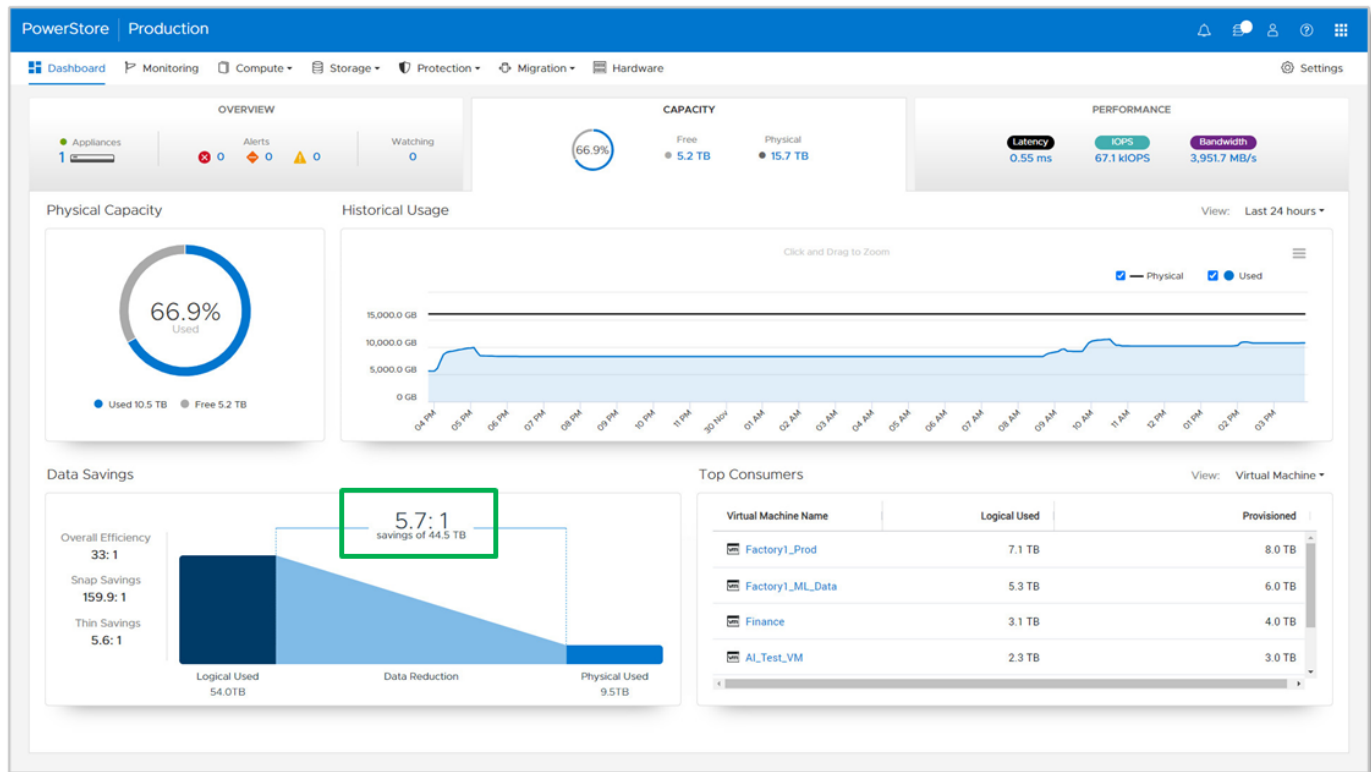 PowerStore Production
Dashboard Monitoring Compute Storage Protection Migration Hardware Settings
OVERVIEW
Appliances
1
Alerts
0 0 0
Watching
0
CAPACITY
66.9%
Free
5.2 TB
Physical
15.7 TB
PERFORMANCE
Latency IOPS Bandwidth
0.55 ms 67.1 kIOPS 3,951.7 MB/s
Physical Capacity
66.9%
Used
Used 10.5 TB Free 5.2 TB
Historical Usage
View: Last 24 hours
Click and Drag to Zoom
Physical Used
15,000.0 GB
10,000.0 GB
5,000.0 GB
0 GB
04 PM 05 PM 06 PM 07 PM 08 PM 09 PM 10 PM 11 PM 30 Nov 01 AM 02 AM 03 AM 04 AM 05 AM 06 AM 07 AM 08 AM 09 AM 10 AM 11 AM 12 PM 01 PM 02 PM 03 PM
Data Savings
Overall Efficiency
33: 1
Snap Savings
159.9: 1
Thin Savings
5.6: 1
5.7: 1
savings of 44.5 TB
Logical Used
54.0TB
Data Reduction
Physical Used
9.5TB
Top Consumers
View: Virtual Machine
Virtual Machine Name Logical Used Provisioned
Factory1_Prod 7.1 TB 8.0 TB
Factory1_ML_Data 5.3 TB 6.0 TB
Finance 3.1 TB 4.0 TB
AI_Test_VM 2.3 TB 3.0 TB